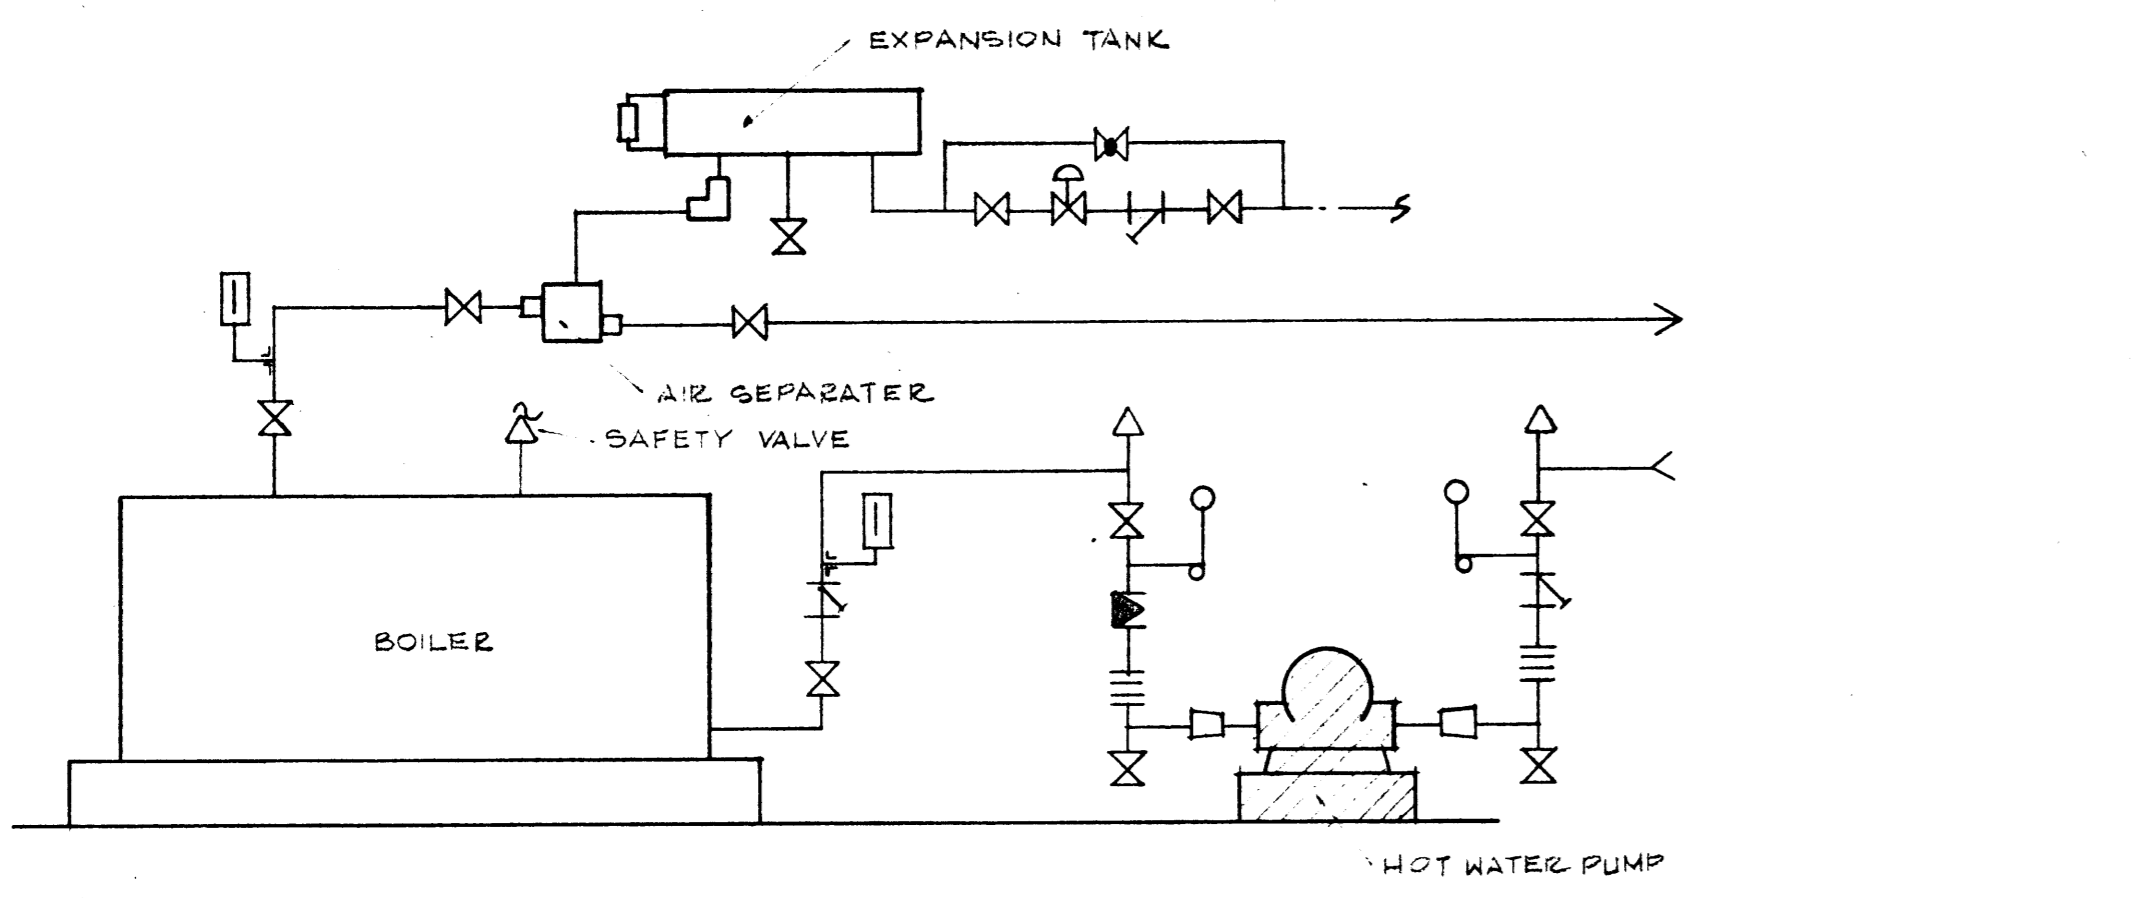 EXPANSION TANK
AIR SEPARATER
SAFETY VALVE
BOILER
HOT WATER PUMP